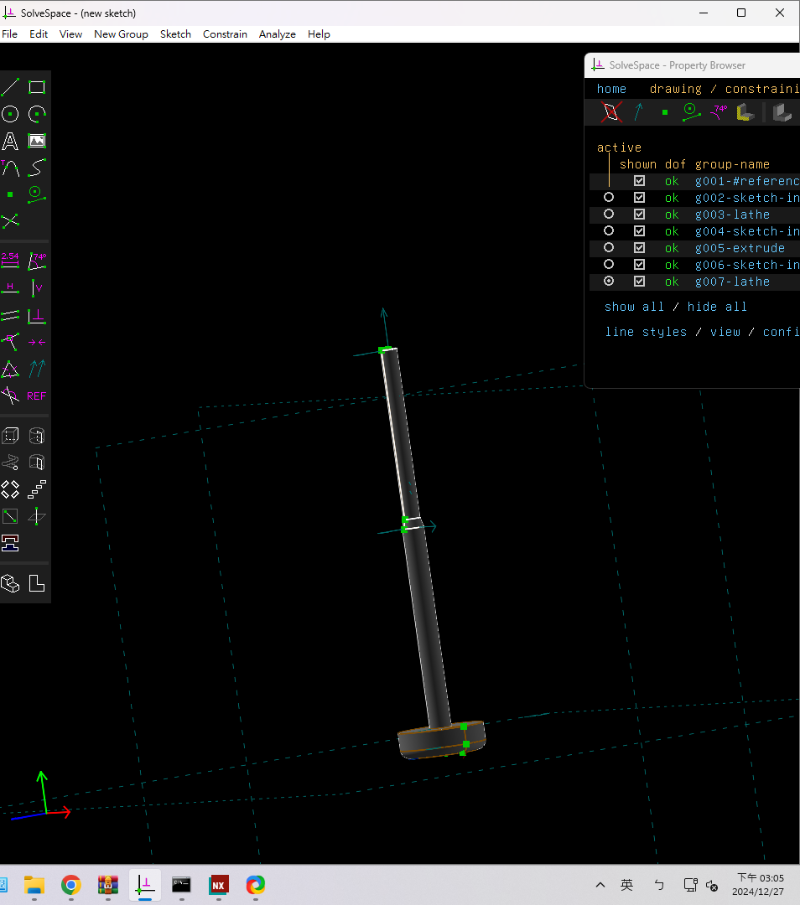 SolveSpace - (new sketch)
File Edit View New Group Sketch Constrain Analyze Help
SolveSpace - Property Browser
home drawing / constraini
74°
active
shown dof group-name
ok g001-#referenc
ok g002-sketch-in
ok g003-lathe
ok g004-sketch-in
ok g005-extrude
ok g006-sketch-in
ok g007-lathe
show all / hide all
line styles / view / confi
A
T
2.54 74°
H V
REF
NX
英 ㄅ 下午 03:05
2024/12/27